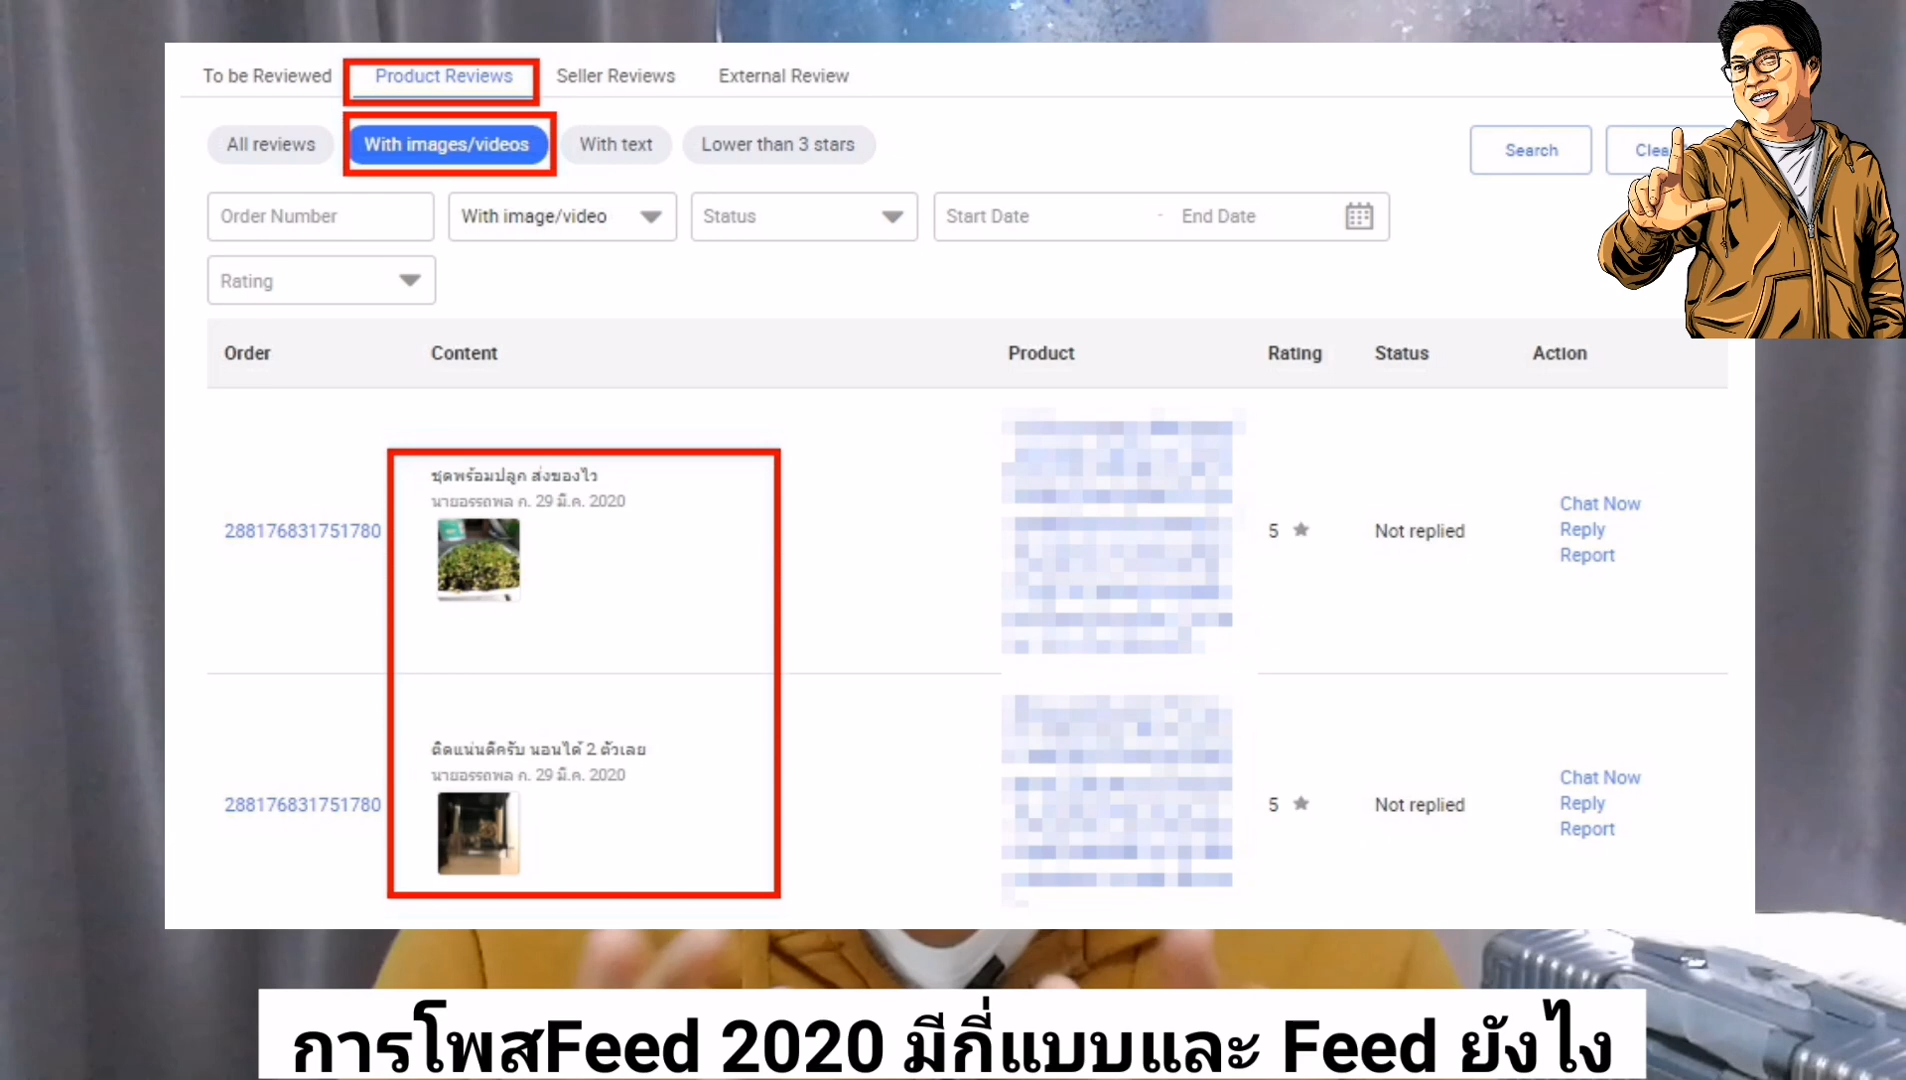 To be Reviewed Product Reviews Seller Reviews External Review
All reviews With images/videos With text Lower than 3 stars
Search
Order Number With image/video Status Start Date - End Date
Rating
Order Content Product Rating Status Action
ชุดพร้อมปลูก ส่งของไว
นายอรรถพล ก. 29 มี.ค. 2020
288176831751780
5 Not replied
Chat Now
Reply
Report
ติดแน่นดีครับ นอนได้ 2 ตัวเลย
นายอรรถพล ก. 29 มี.ค. 2020
288176831751780
5 Not replied
Chat Now
Reply
Report
การโพสFeed 2020 มีกี่แบบและ Feed ยังไง